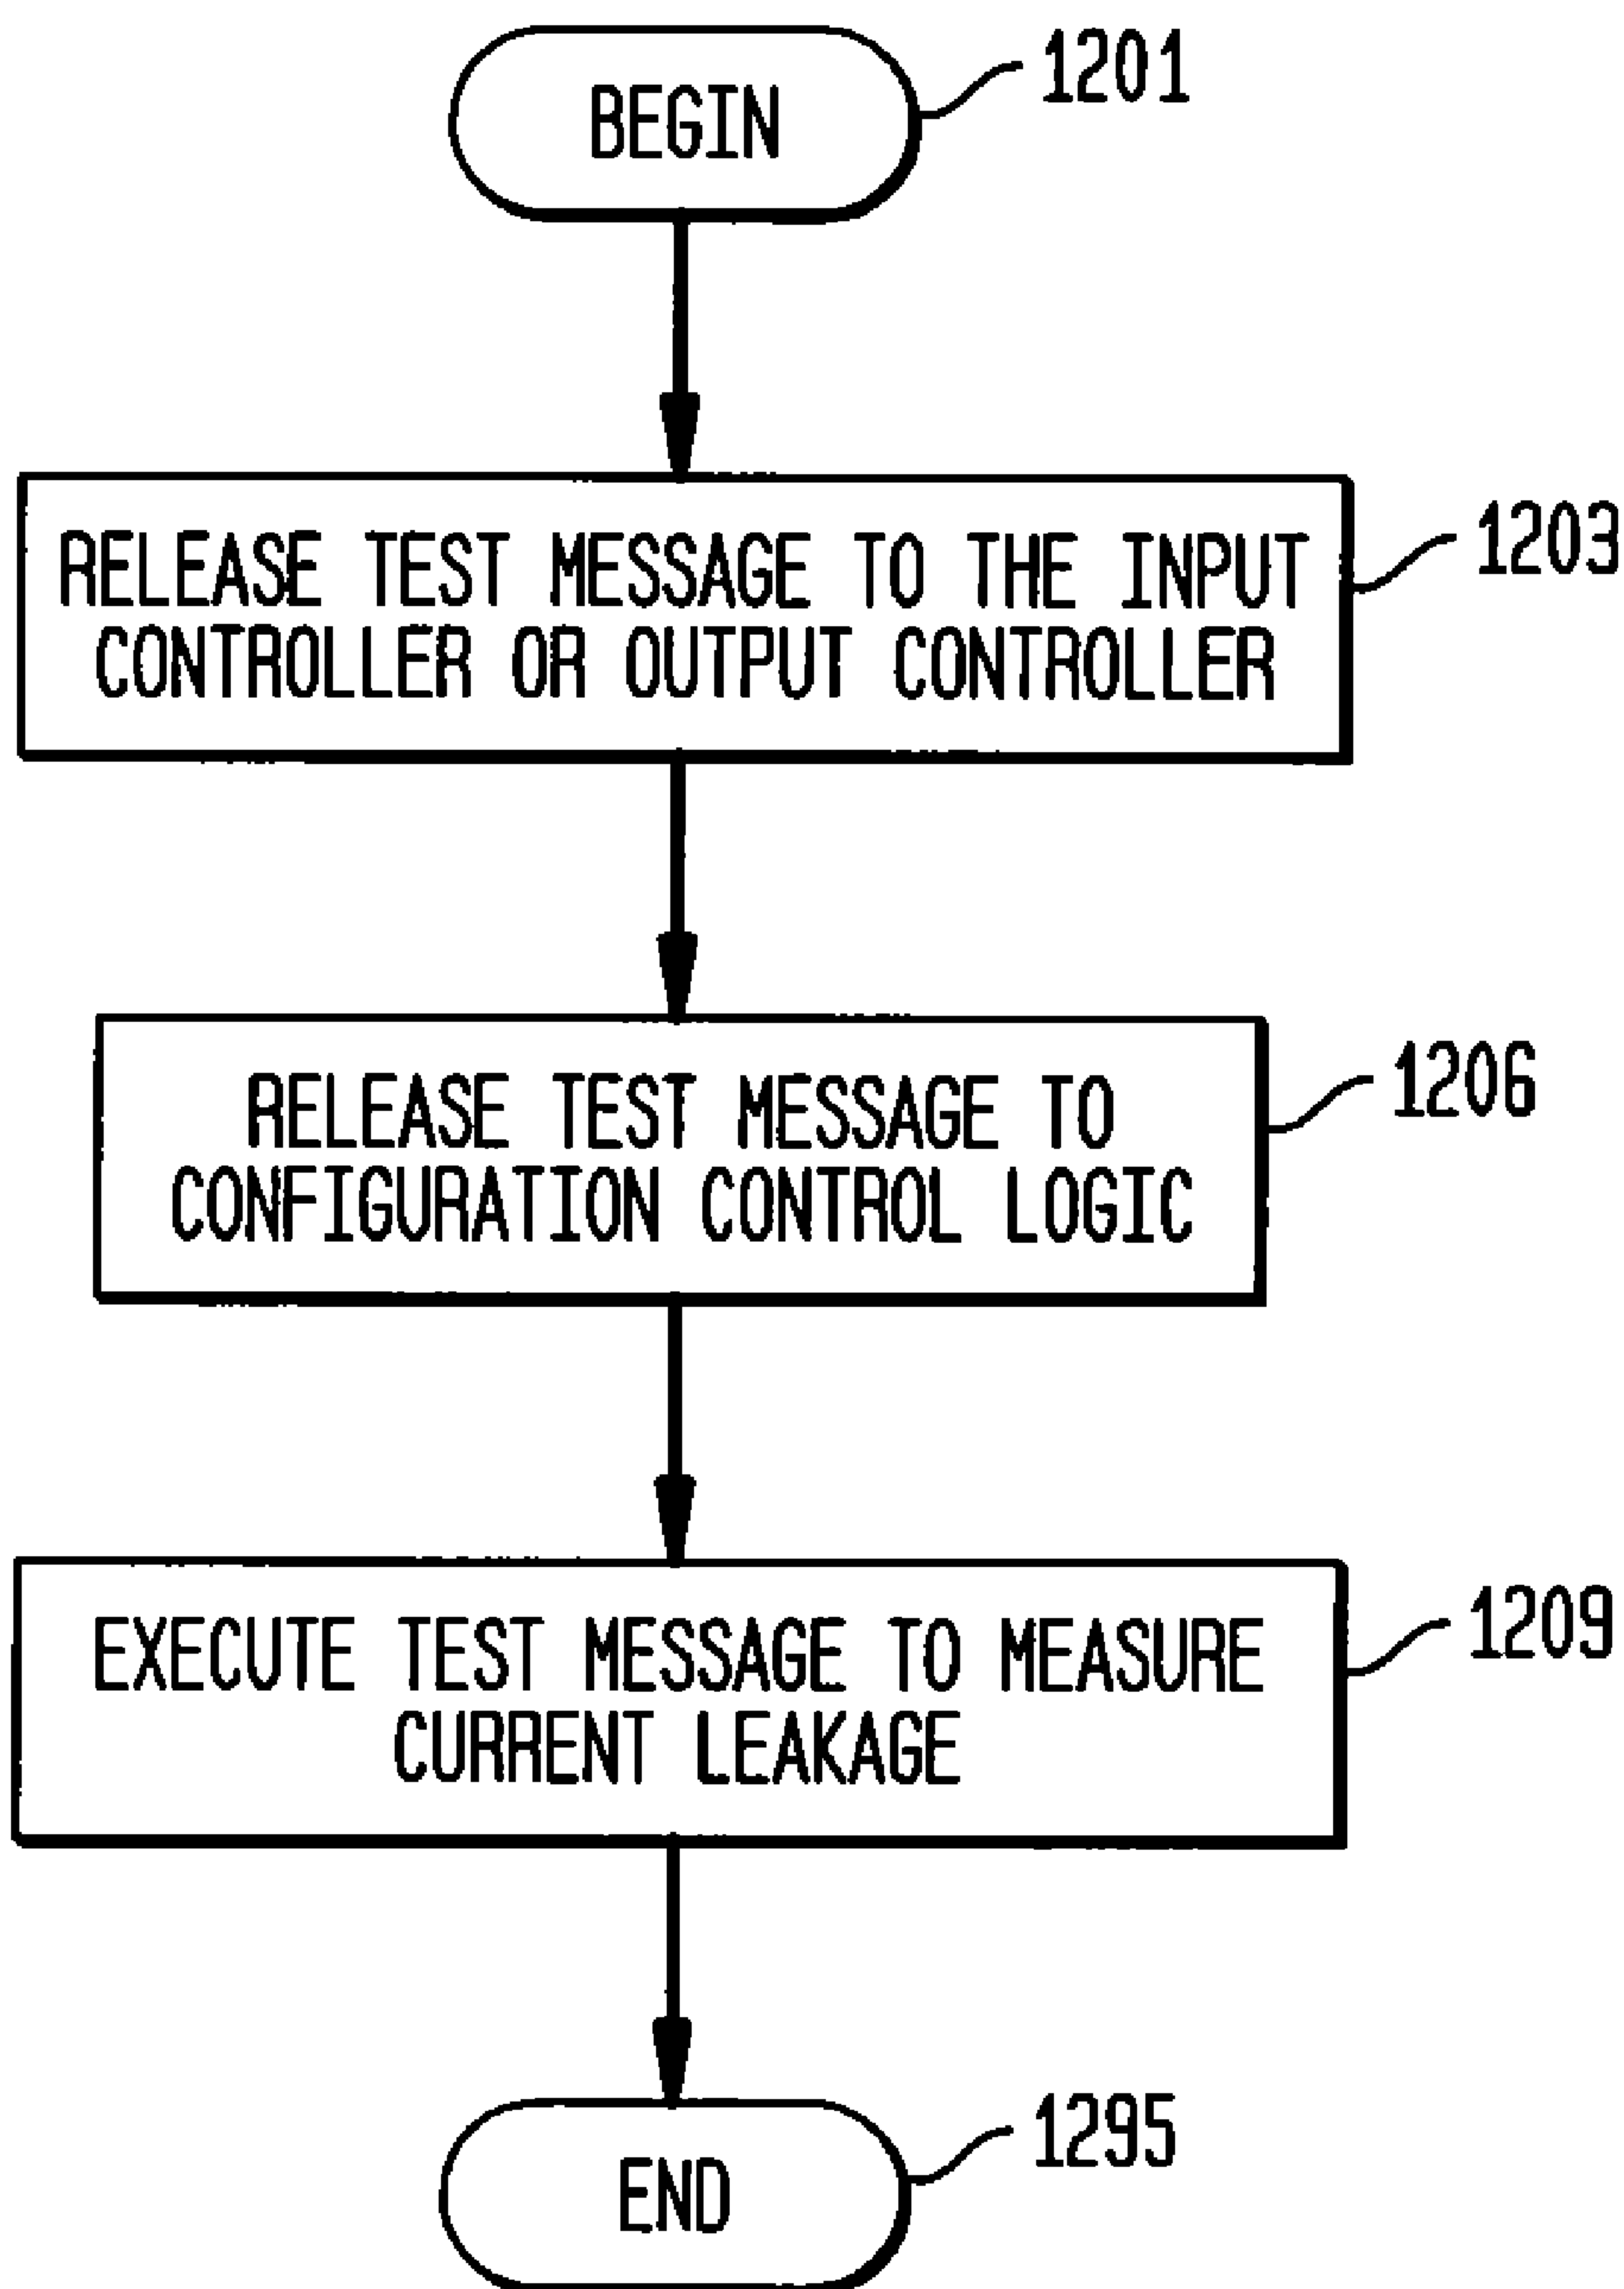 BEGIN
1201
RELEASE TEST MESSAGE TO THE INPUT
CONTROLLER OR OUTPUT CONTROLLER
1203
RELEASE TEST MESSAGE TO
CONFIGURATION CONTROL LOGIC
1206
EXECUTE TEST MESSAGE TO MEASURE
CURRENT LEAKAGE
1209
END
1295